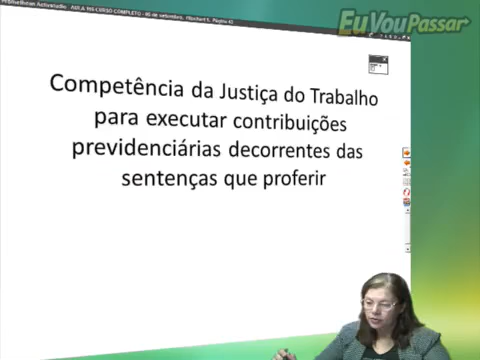 EuVouPassar
Competência da Justiça do Trabalho
para executar contribuições
previdenciárias decorrentes das
sentenças que proferir